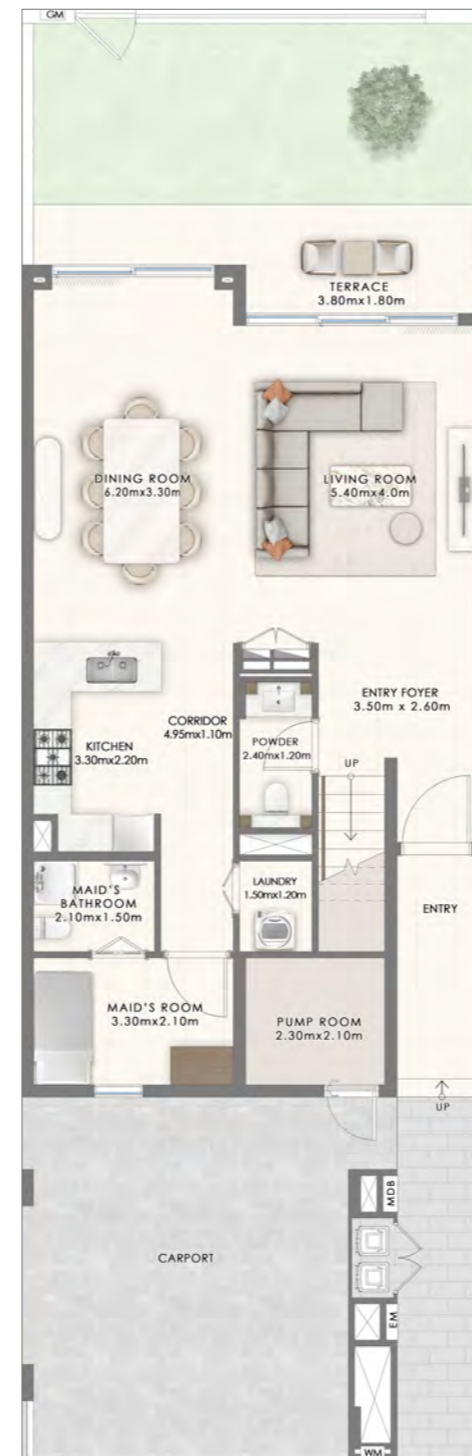 GM
TERRACE
3.80mx1.80m
DINING ROOM
6.20mx3.30m
LIVING ROOM
5.40mx4.0m
ENTRY FOYER
3.50m x 2.60m
CORRIDOR
4.95mx1.10m
KITCHEN
3.30mx2.20m
POWDER
2.40mx1.20m
UP
MAID'S
BATHROOM
2.10mx1.50m
LAUNDRY
1.50mx1.20m
ENTRY
MAID'S ROOM
3.30mx2.10m
PUMP ROOM
2.30mx2.10m
UP
MDB
CARPORT
EM
WM